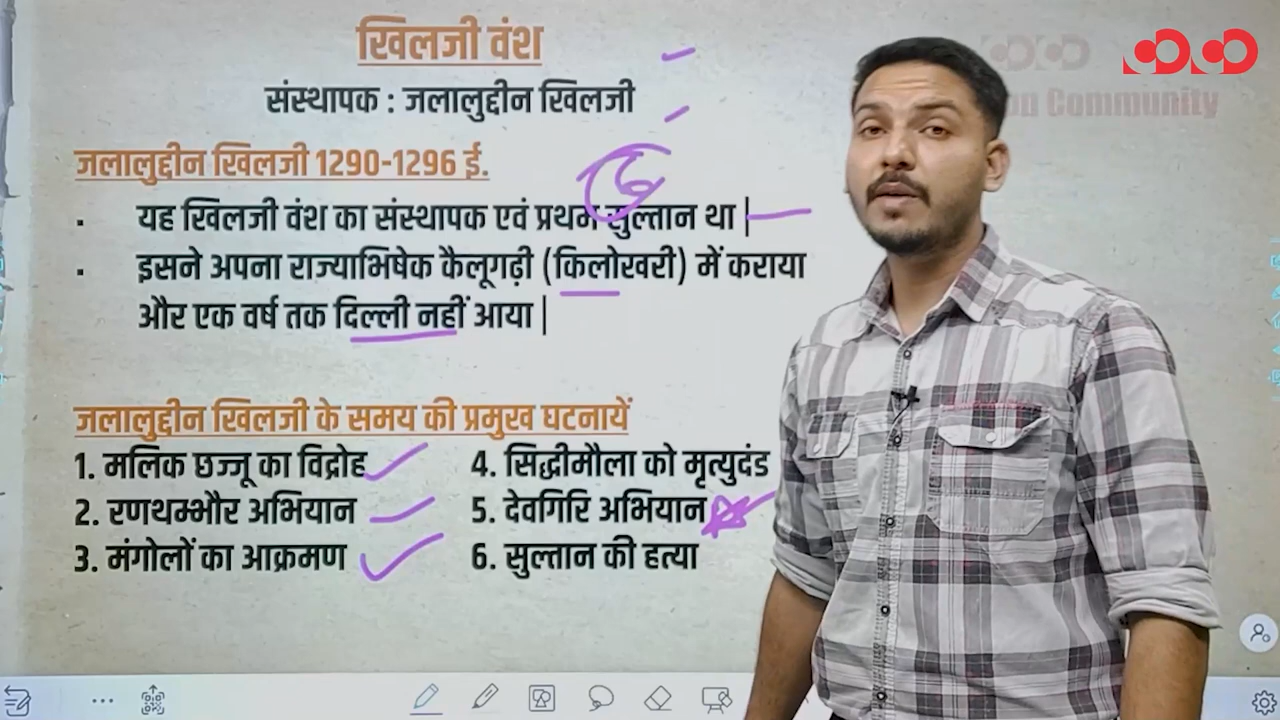 खिलजी वंश
संस्थापक : जलालुद्दीन खिलजी
जलालुद्दीन खिलजी 1290-1296 ई.
· यह खिलजी वंश का संस्थापक एवं प्रथम सुल्तान था |
· इसने अपना राज्याभिषेक कैलूगढ़ी (किलोखरी) में कराया
और एक वर्ष तक दिल्ली नहीं आया |
जलालुद्दीन खिलजी के समय की प्रमुख घटनायें
1. मलिक छज्जू का विद्रोह
2. रणथम्भौर अभियान
3. मंगोलों का आक्रमण
4. सिद्धीमौला को मृत्युदंड
5. देवगिरि अभियान
6. सुल्तान की हत्या
Community